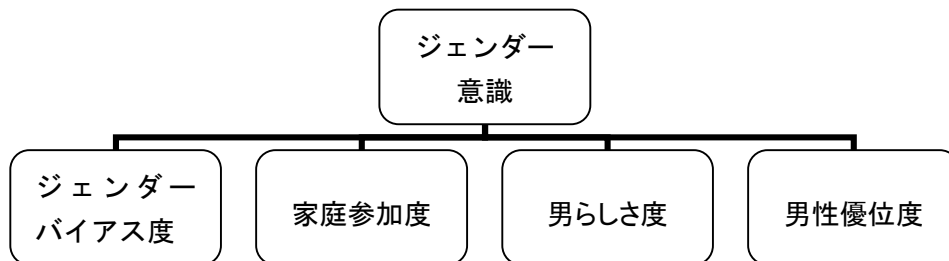 ジェンダー
意識
ジェンダー
バイアス度
家庭参加度
男らしさ度
男性優位度